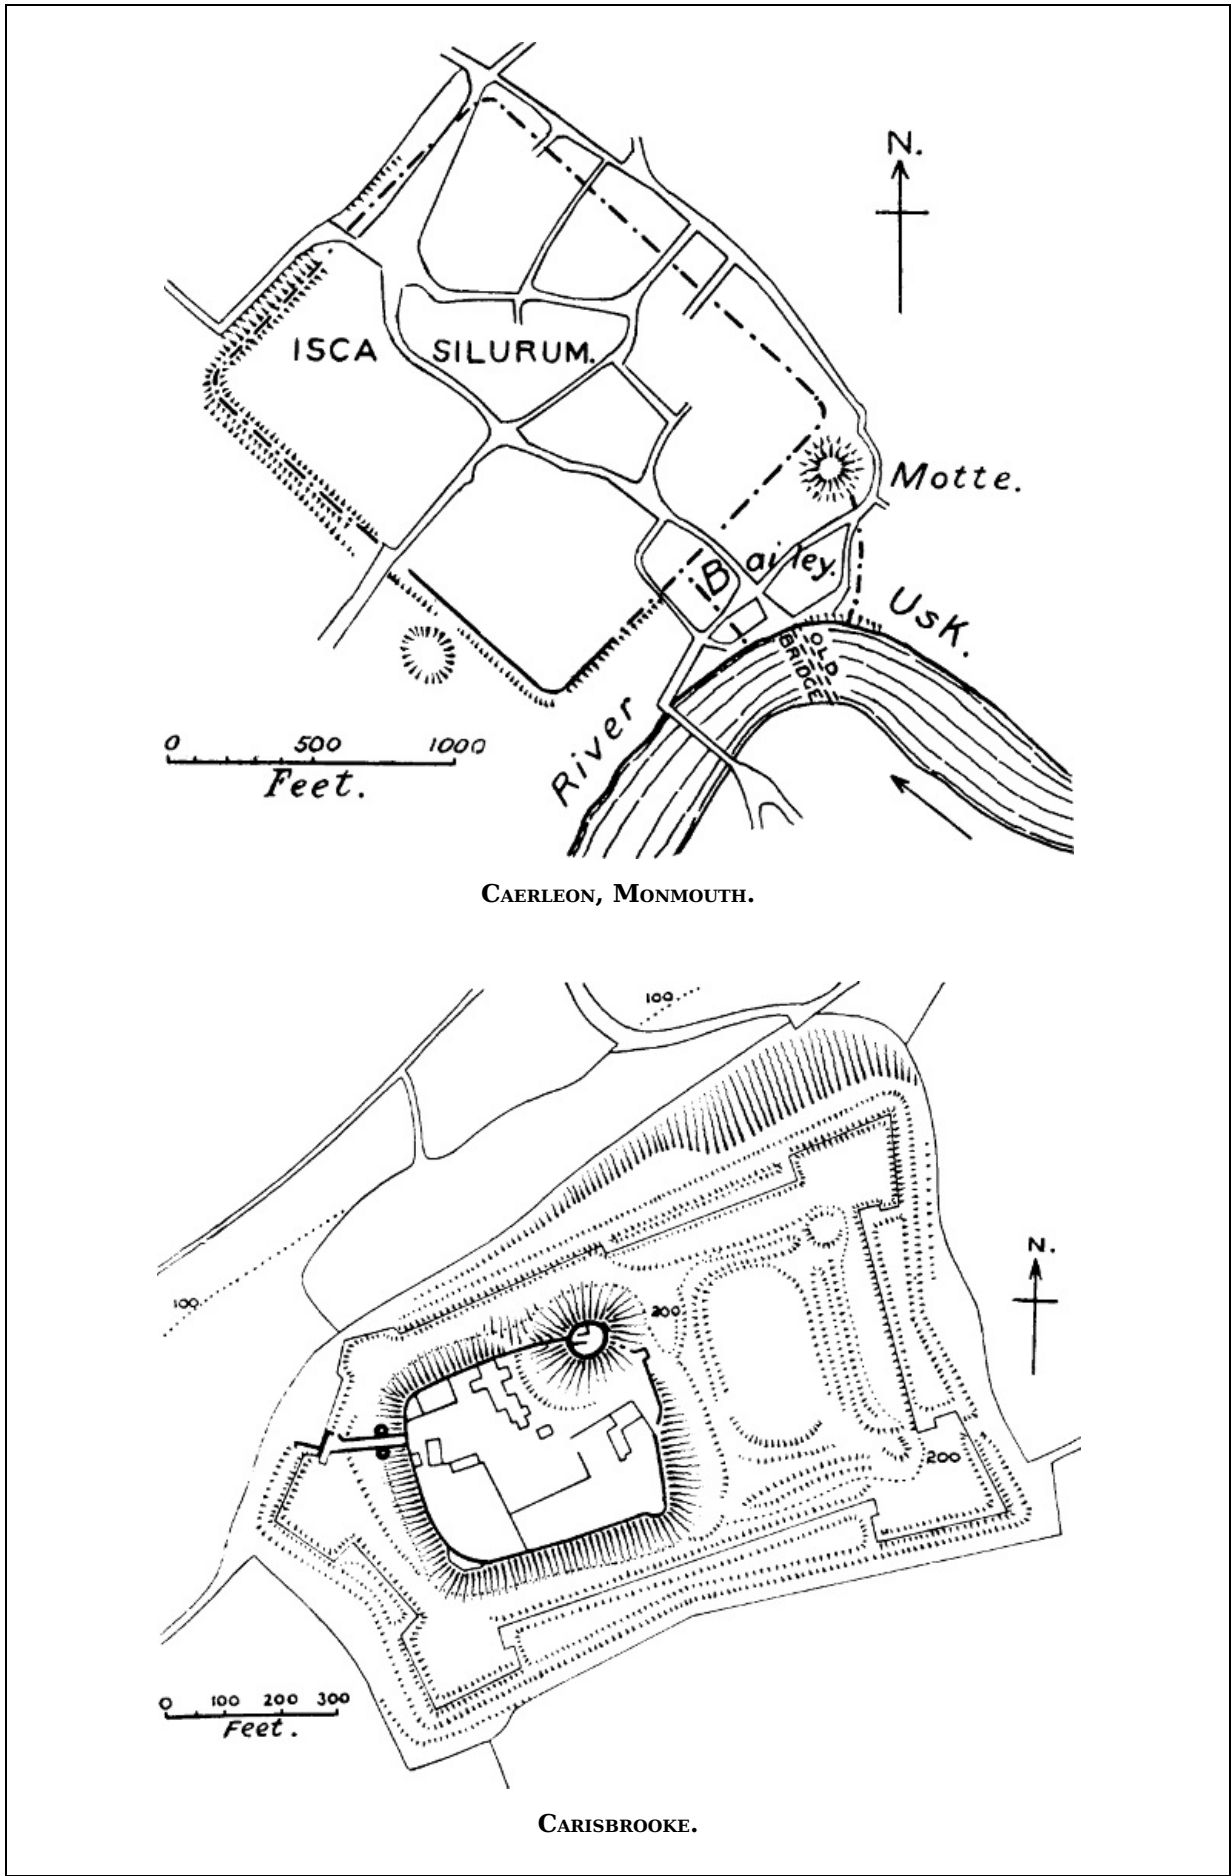 N.
ISCA SILURUM.
Motte.
Bailey.
Usk.
OLD
BRIDGE
River
0 500 1000
Feet.
Caerleon, Monmouth.
100
100
N.
200
200
0 100 200 300
Feet.
Carisbrooke.